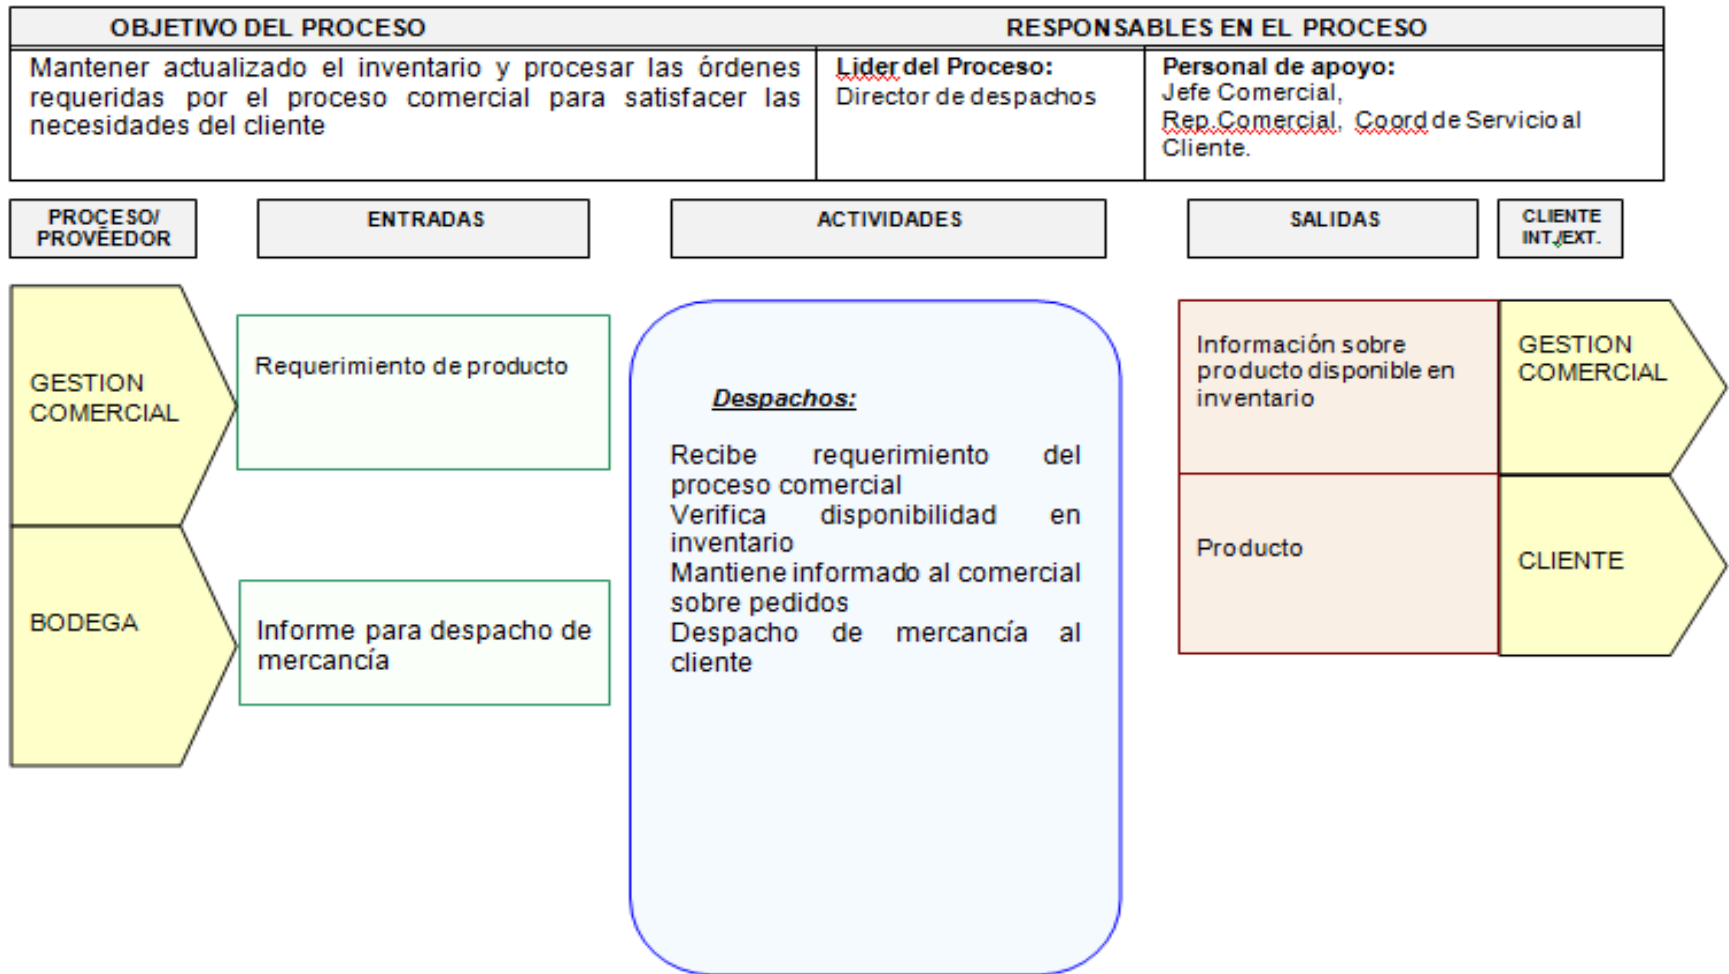 OBJETIVO DEL PROCESO
RESPONSABLES EN EL PROCESO
Mantener actualizado el inventario y procesar las órdenes
requeridas por el proceso comercial para satisfacer las
necesidades del cliente
Lider del Proceso:
Director de despachos
Personal de apoyo:
Jefe Comercial,
Rep.Comercial, Coord de Servicio al
Cliente.
PROCESO/
PROVEEDOR
ENTRADAS
ACTIVIDADES
SALIDAS
CLIENTE
INT./EXT.
GESTION
COMERCIAL
BODEGA
Requerimiento de producto
Informe para despacho de
mercancía
Despachos:
Recibe requerimiento del
proceso comercial
Verifica disponibilidad en
inventario
Mantiene informado al comercial
sobre pedidos
Despacho de mercancía al
cliente
Información sobre
producto disponible en
inventario
Producto
GESTION
COMERCIAL
CLIENTE